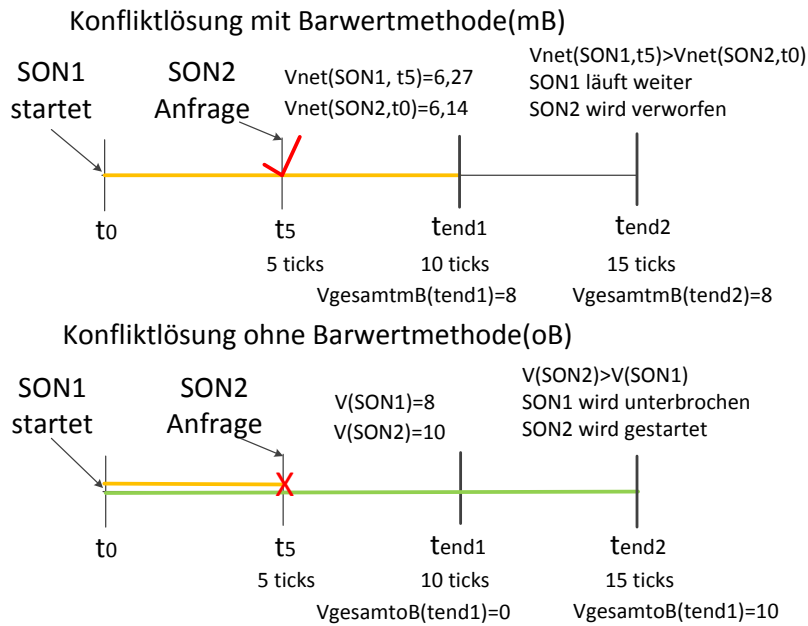 Konfliktlösung mit Barwertmethode(mB)
SON1
startet
SON2
Anfrage
Vnet(SON1, t5)=6,27
Vnet(SON2,t0)=6,14
Vnet(SON1,t5)>Vnet(SON2,t0)
SON1 läuft weiter
SON2 wird verworfen
t0
t5
tend1
tend2
5 ticks
10 ticks
15 ticks
VgesamtmB(tend1)=8
VgesamtmB(tend2)=8
Konfliktlösung ohne Barwertmethode(oB)
SON1
startet
SON2
Anfrage
V(SON1)=8
V(SON2)=10
V(SON2)>V(SON1)
SON1 wird unterbrochen
SON2 wird gestartet
X
t0
t5
tend1
tend2
5 ticks
10 ticks
15 ticks
VgesamtoB(tend1)=0
VgesamtoB(tend1)=10